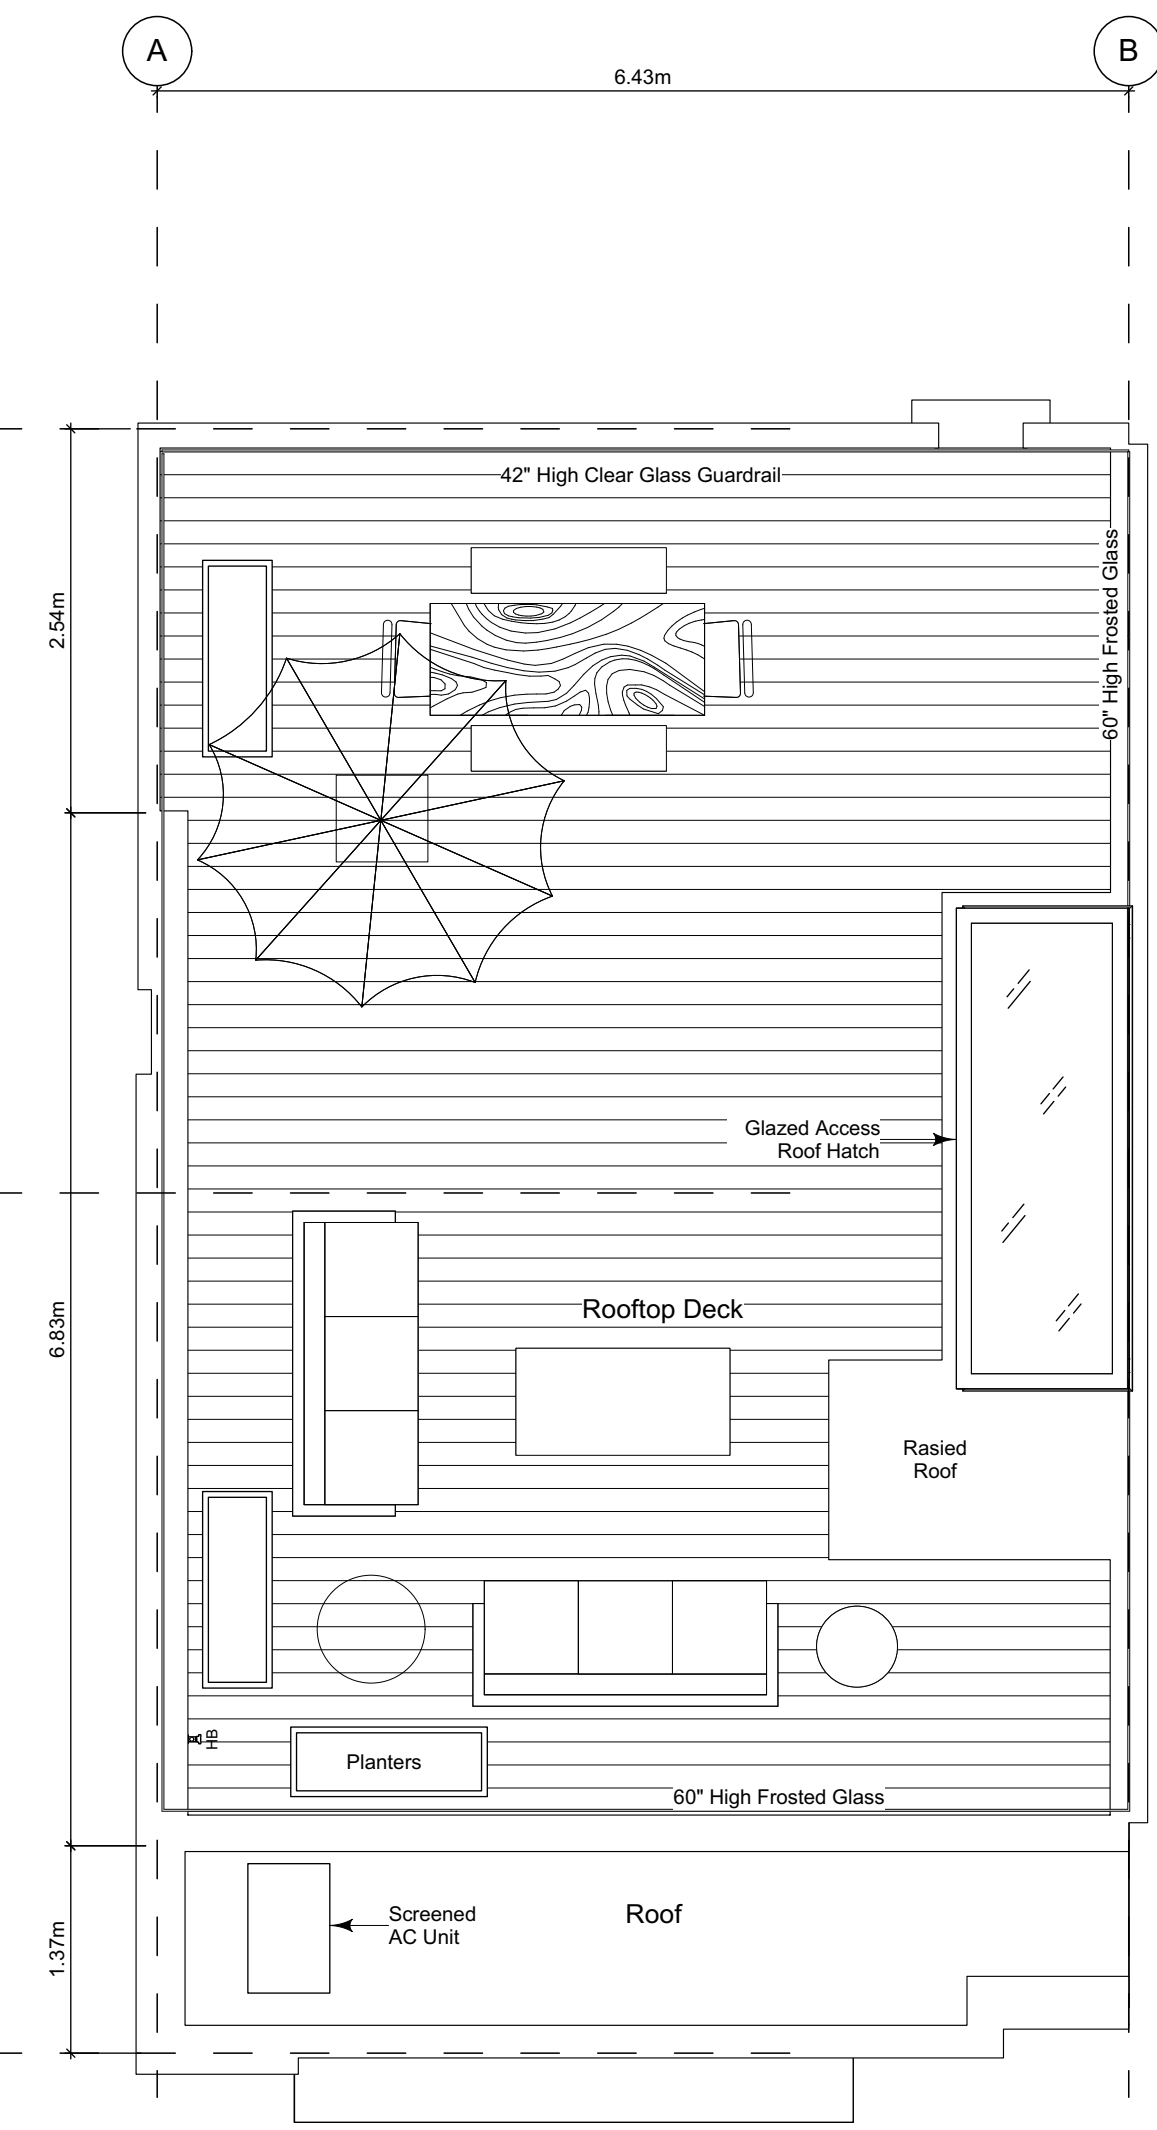 A
B
6.43m
42" High Clear Glass Guardrail
60" High Frosted Glass
2.54m
Glazed Access
Roof Hatch
6.83m
Rooftop Deck
Rasied
Roof
HB
Planters
60" High Frosted Glass
1.37m
Screened
AC Unit
Roof